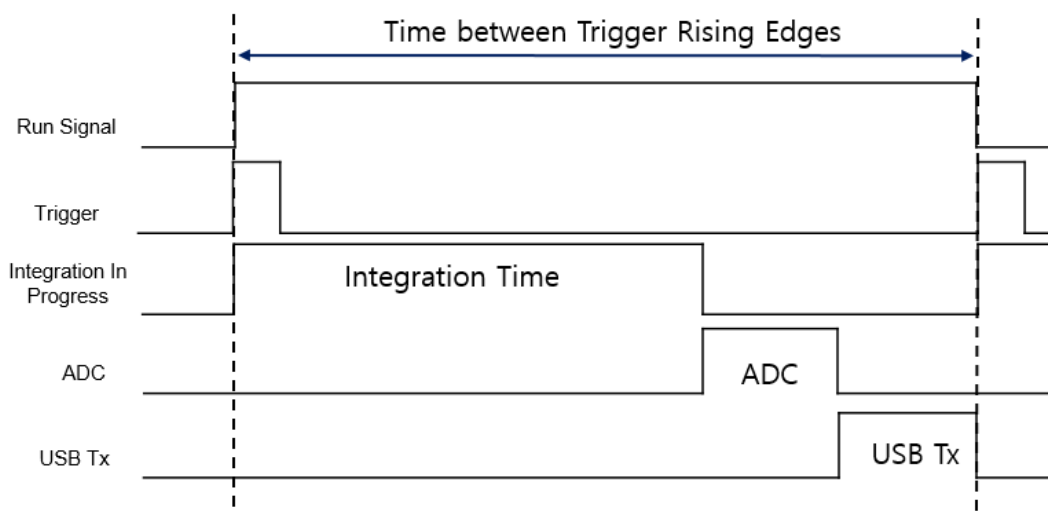 Time between Trigger Rising Edges
Run Signal
Trigger
Integration In
Progress
Integration Time
ADC
ADC
USB Tx
USB Tx